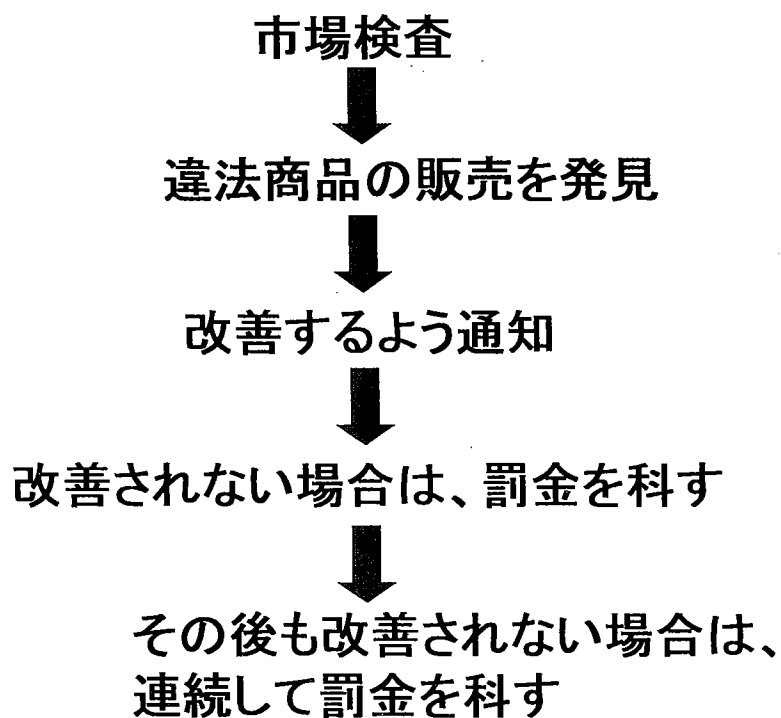 市場検査
違法商品の販売を発見
改善するよう通知
改善されない場合は、罰金を科す
その後も改善されない場合は、
連続して罰金を科す